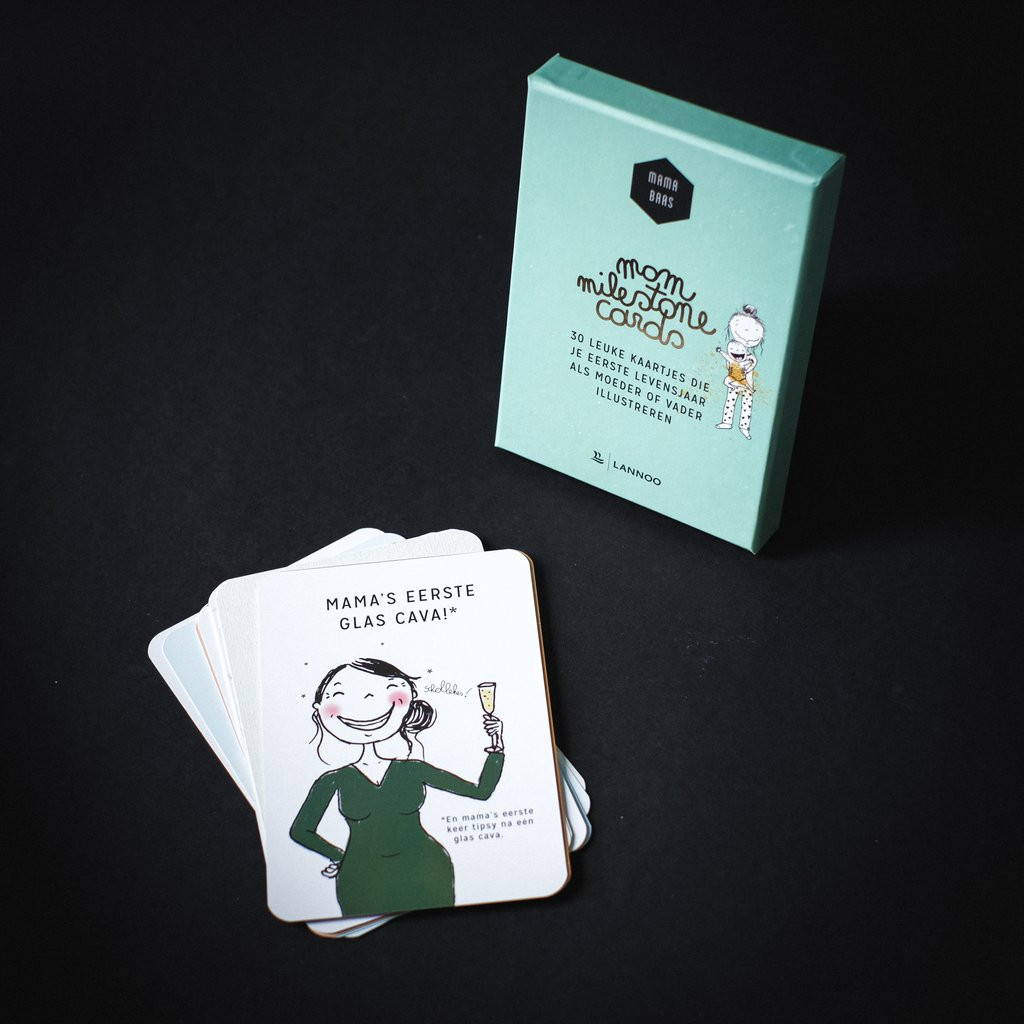 MAMA
BAAS
mom
milestone
cards
30 LEUKE KAARTJES DIE
JE EERSTE LEVENSJAAR
ALS MOEDER OF VADER
ILLUSTREREN
LANNOO
MAMA'S EERSTE
GLAS CAVA!*
*En mama's eerste
keer tipsy na een
glas cava.